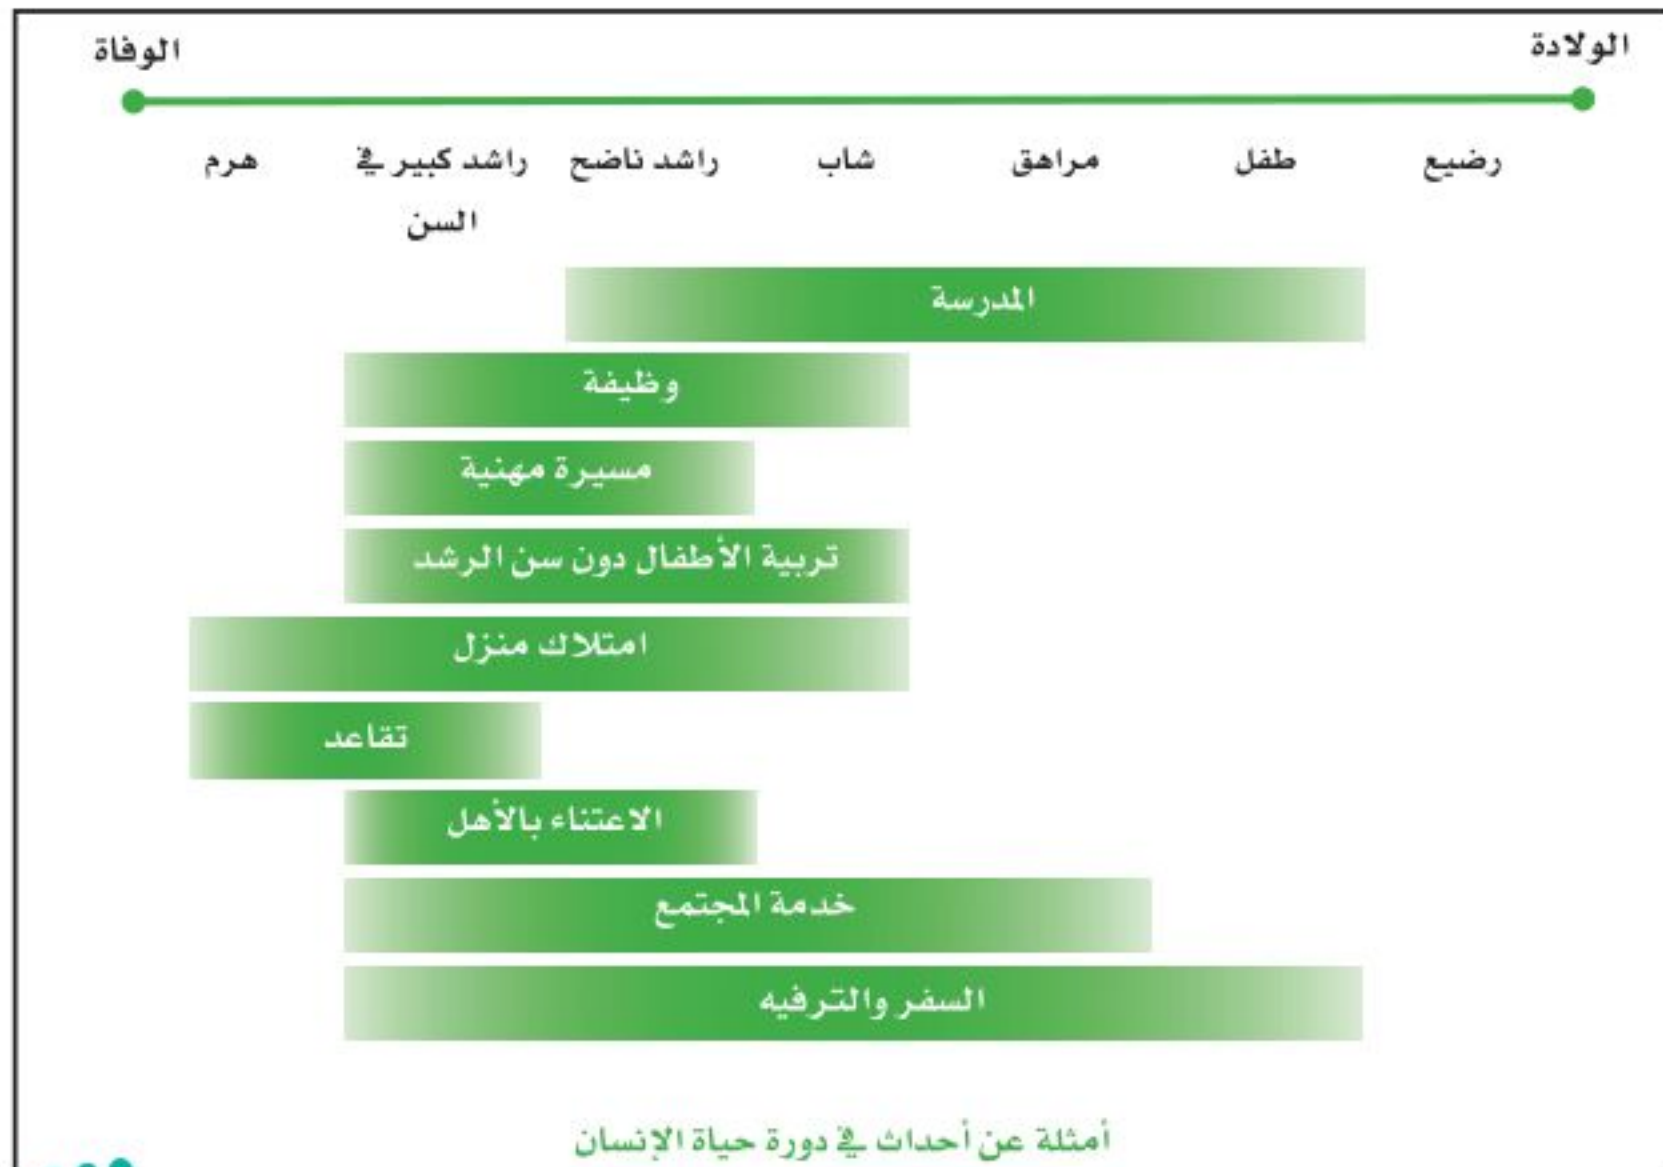 الولادة
الوفاة
رضيع
طفل
مراهق
شاب
راشد ناضج
راشد كبير في
السن
هرم
المدرسة
وظيفة
مسيرة مهنية
تربية الأطفال دون سن الرشد
امتلاك منزل
تقاعد
الاعتناء بالأهل
خدمة المجتمع
السفر والترفيه
أمثلة عن أحداث في دورة حياة الإنسان